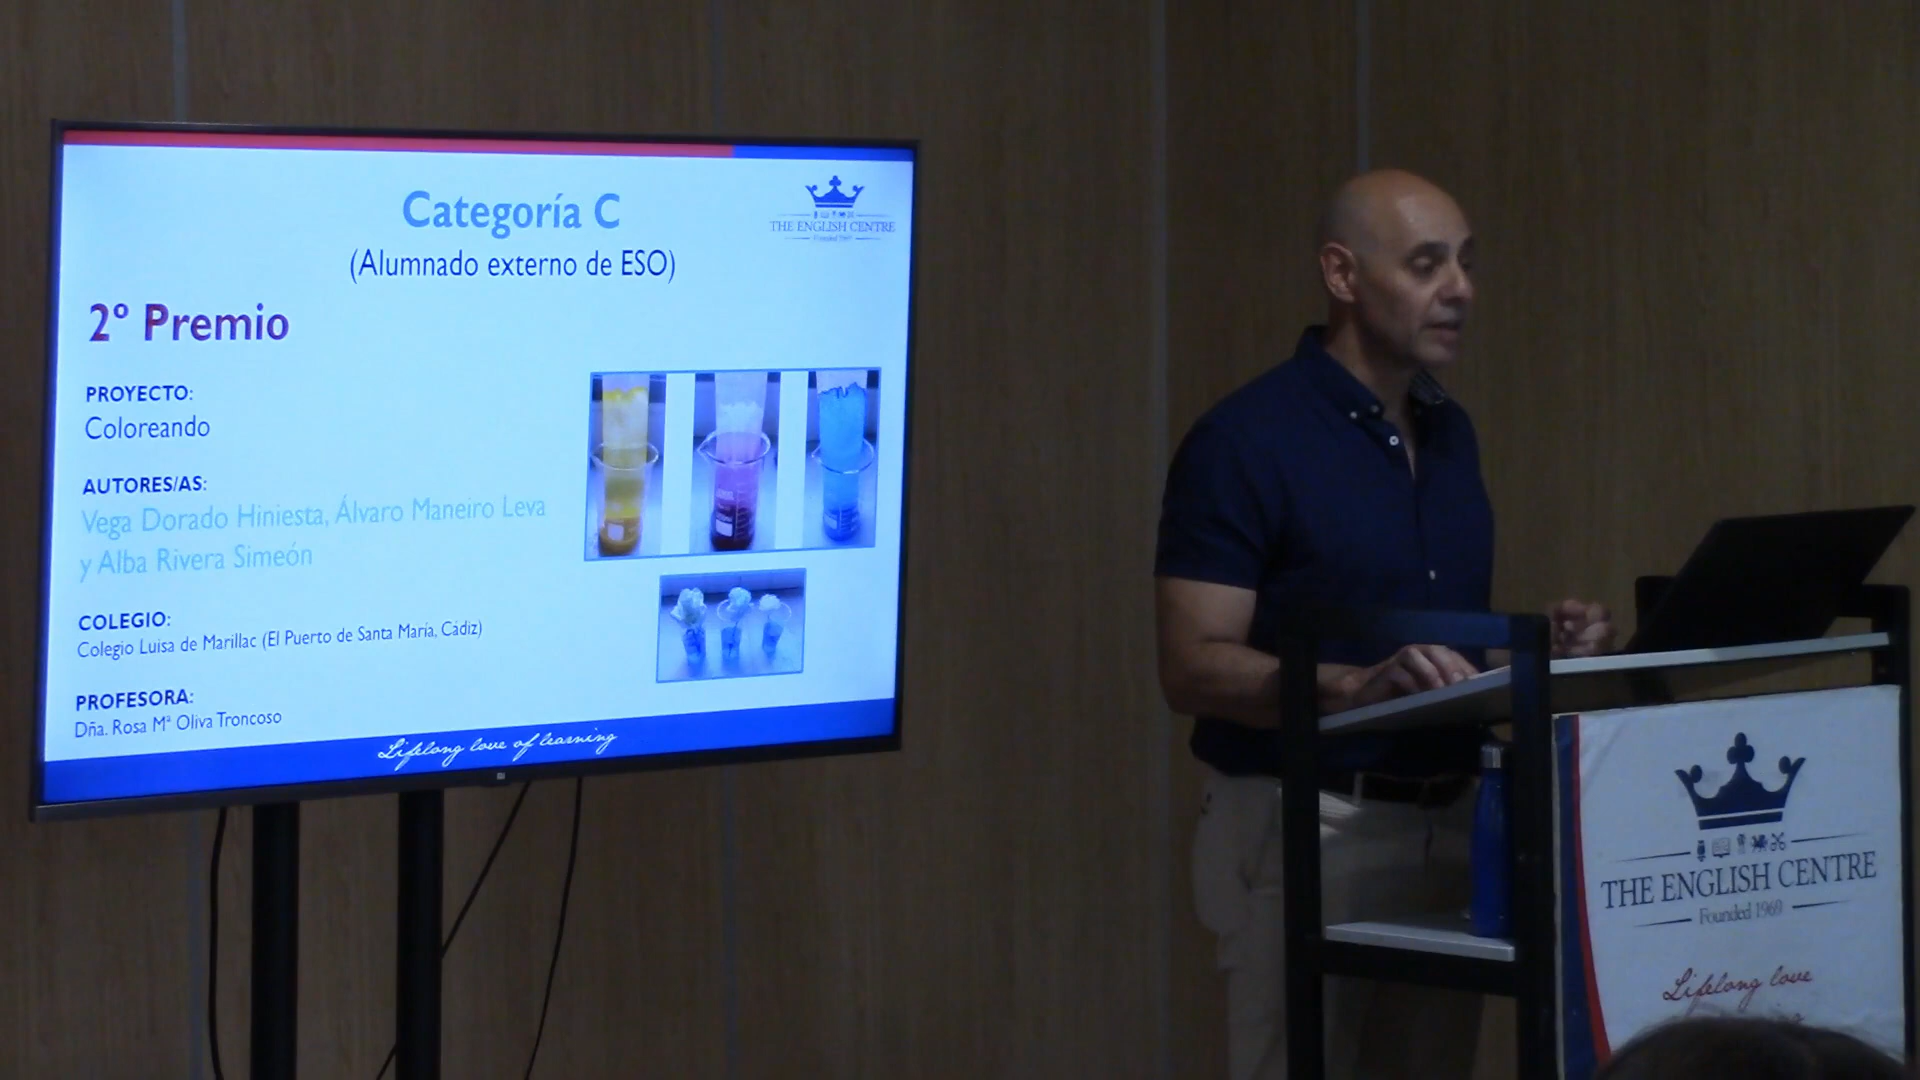 Categoría C
(Alumnado externo de ESO)
THE ENGLISH CENTRE
Founded 1969
2º Premio
PROYECTO:
Coloreando
AUTORES/AS:
Vega Dorado Hiniesta, Álvaro Maneiro Leva
y Alba Rivera Simeón
COLEGIO:
Colegio Luisa de Marillac (El Puerto de Santa María, Cádiz)
PROFESORA:
Dña. Rosa Mª Oliva Troncoso
Lifelong love of learning
THE ENGLISH CENTRE
Founded 1969
Lifelong love